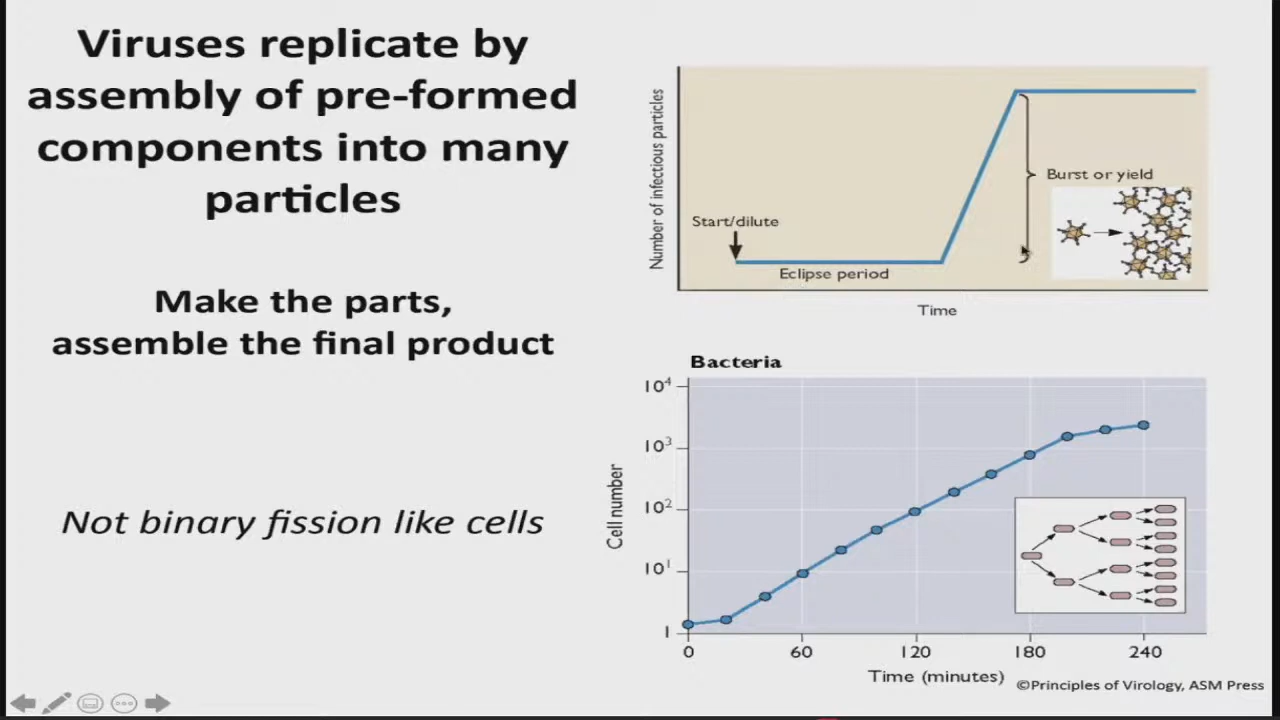 Viruses replicate by
assembly of pre-formed
components into many
particles
Make the parts,
assemble the final product
Not binary fission like cells
Number of infectious particles
Start/dilute
Eclipse period
Burst or yield
Time
Bacteria
Cell number
10⁴
10³
10²
10¹
1
0 60 120 180 240
Time (minutes)
©Principles of Virology, ASM Press